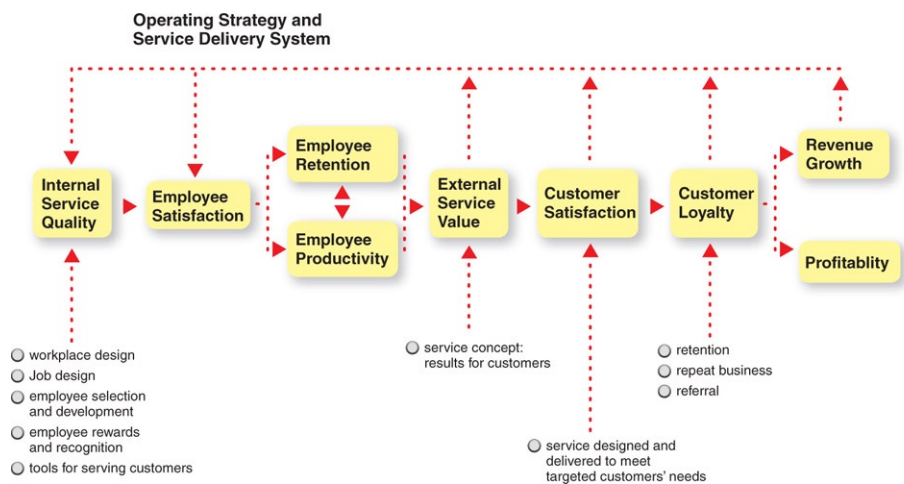 Operating Strategy and
Service Delivery System
Internal
Service
Quality
Employee
Satisfaction
Employee
Retention
Employee
Productivity
External
Service
Value
Customer
Satisfaction
Customer
Loyalty
Revenue
Growth
Profitablity
workplace design
Job design
employee selection
and development
employee rewards
and recognition
tools for serving customers
service concept:
results for customers
service designed and
delivered to meet
targeted customers' needs
retention
repeat business
referral